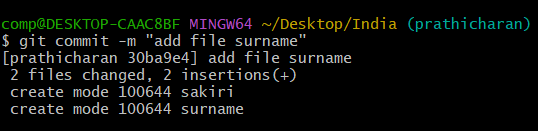 comp@DESKTOP-CAAC8BF MINGW64 ~/Desktop/India (prathicharan)
$ git commit -m "add file surname"
[prathicharan 30ba9e4] add file surname
 2 files changed, 2 insertions(+)
 create mode 100644 sakiri
 create mode 100644 surname